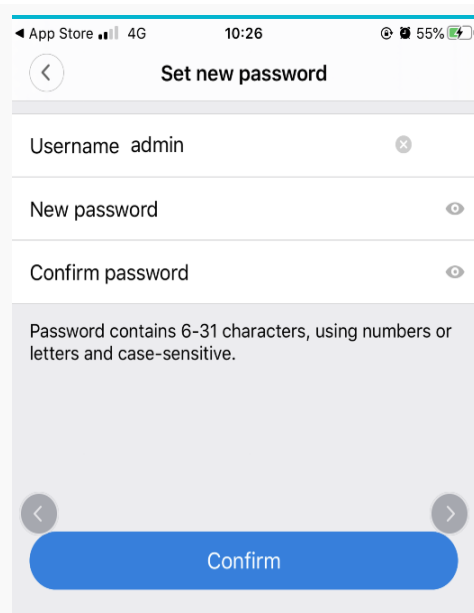 App Store 4G 10:26 55%
Set new password
Username admin
New password
Confirm password
Password contains 6-31 characters, using numbers or
letters and case-sensitive.
Confirm